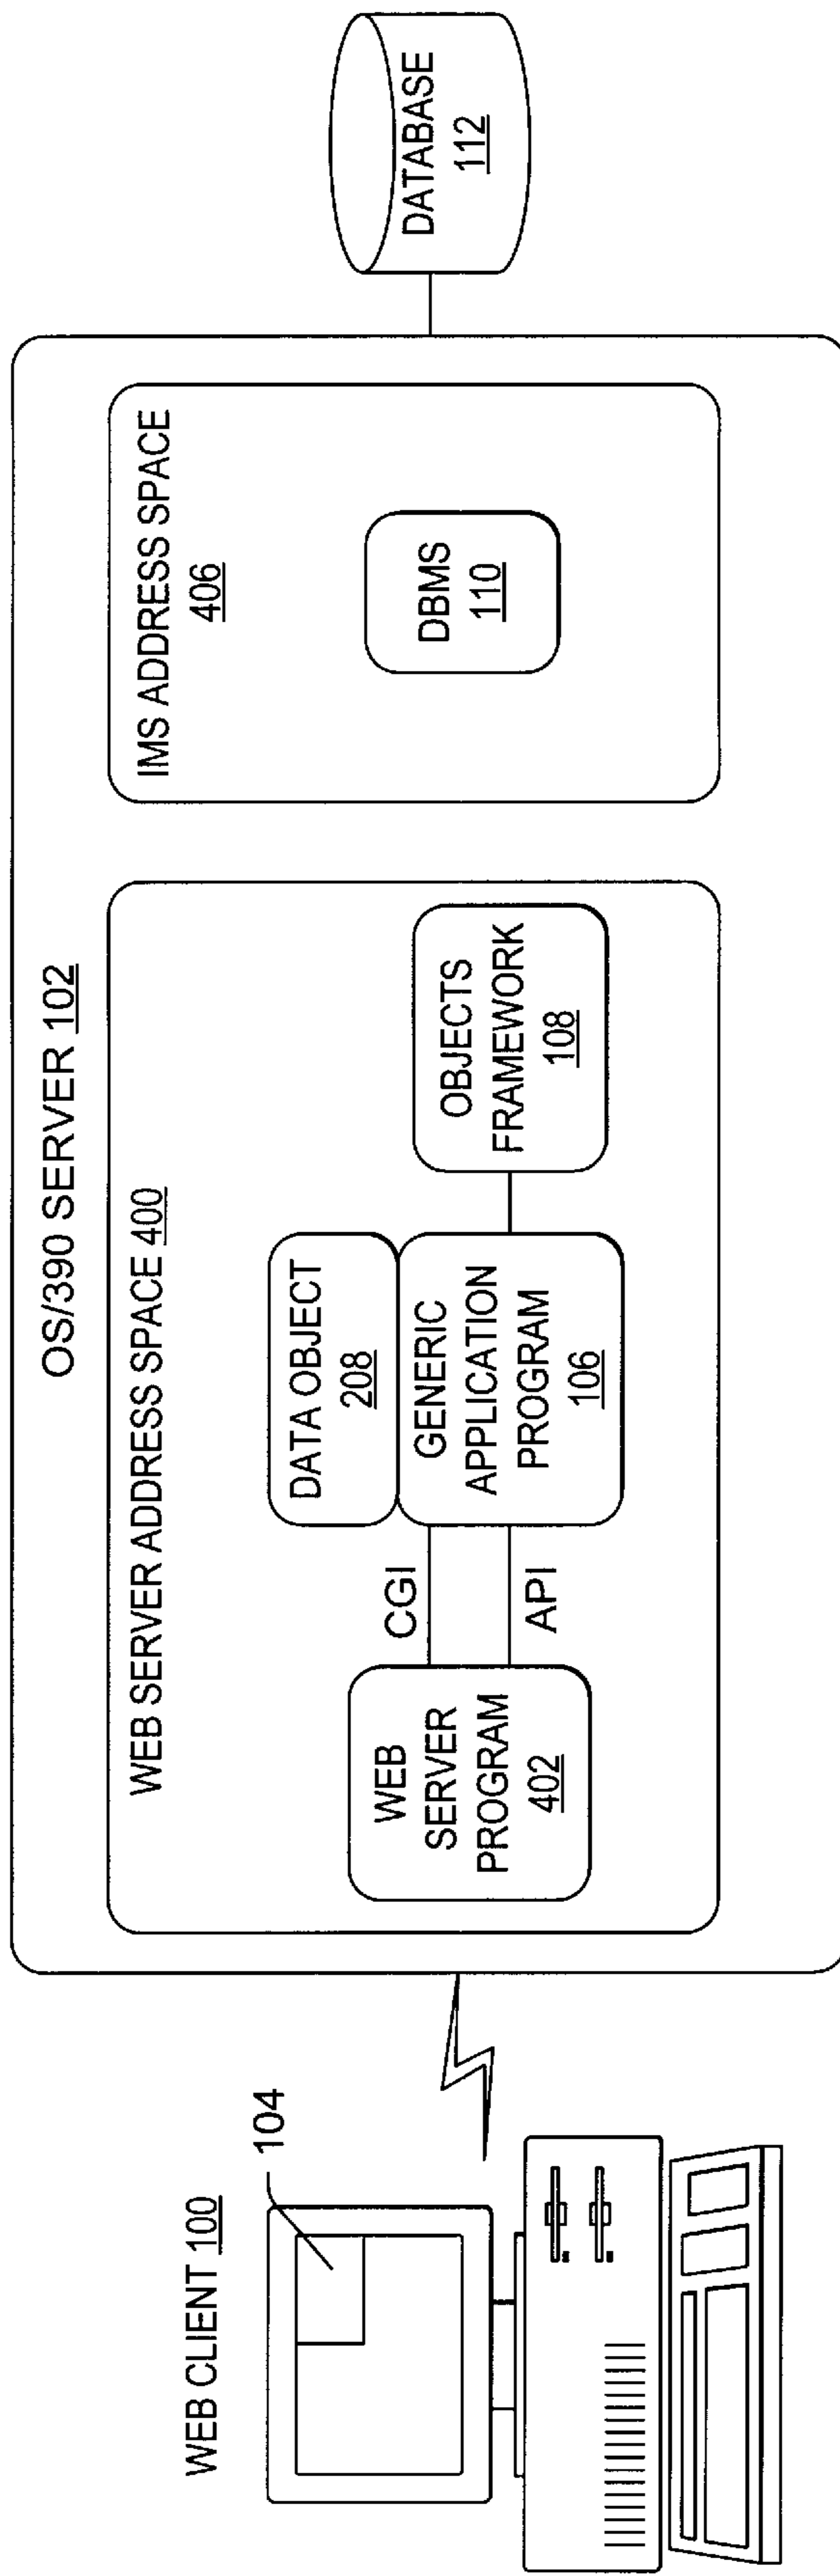 WEB CLIENT 100
104
OS/390 SERVER 102
WEB SERVER ADDRESS SPACE 400
WEB
SERVER
PROGRAM
402
CGI
API
DATA OBJECT
208
GENERIC
APPLICATION
PROGRAM
106
OBJECTS
FRAMEWORK
108
IMS ADDRESS SPACE
406
DBMS
110
DATABASE
112